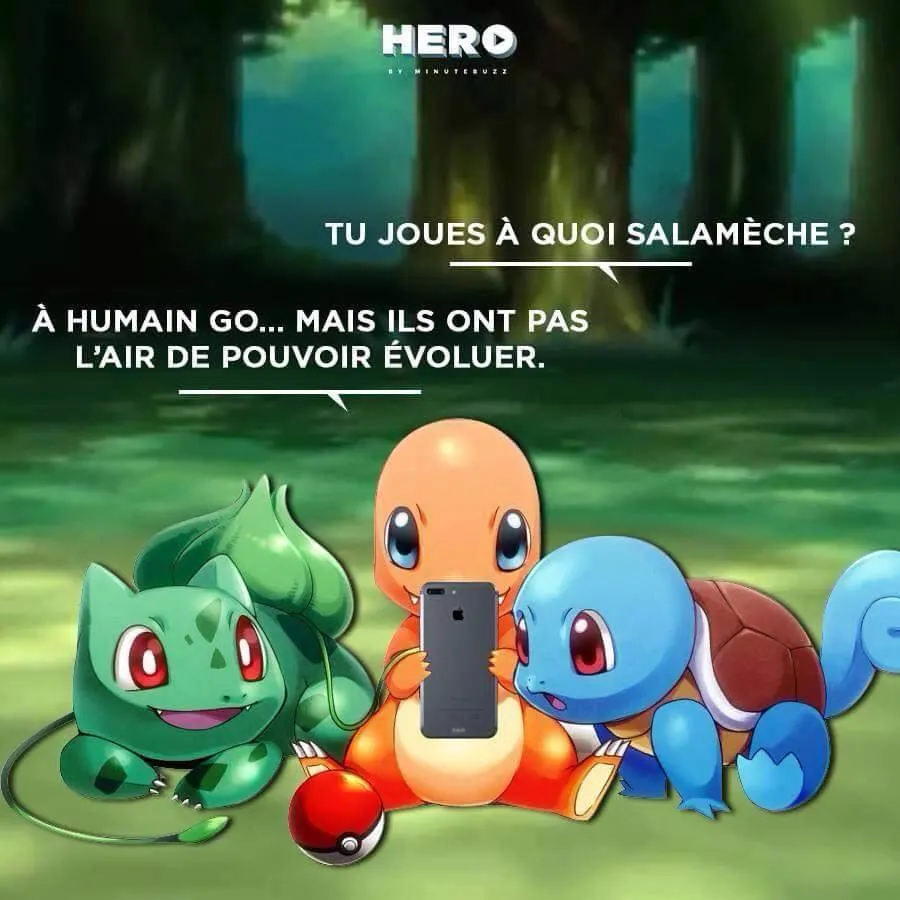 HERO
BY MINUTEBUZZ
TU JOUES À QUOI SALAMÈCHE ?
À HUMAIN GO... MAIS ILS ONT PAS
L'AIR DE POUVOIR ÉVOLUER.